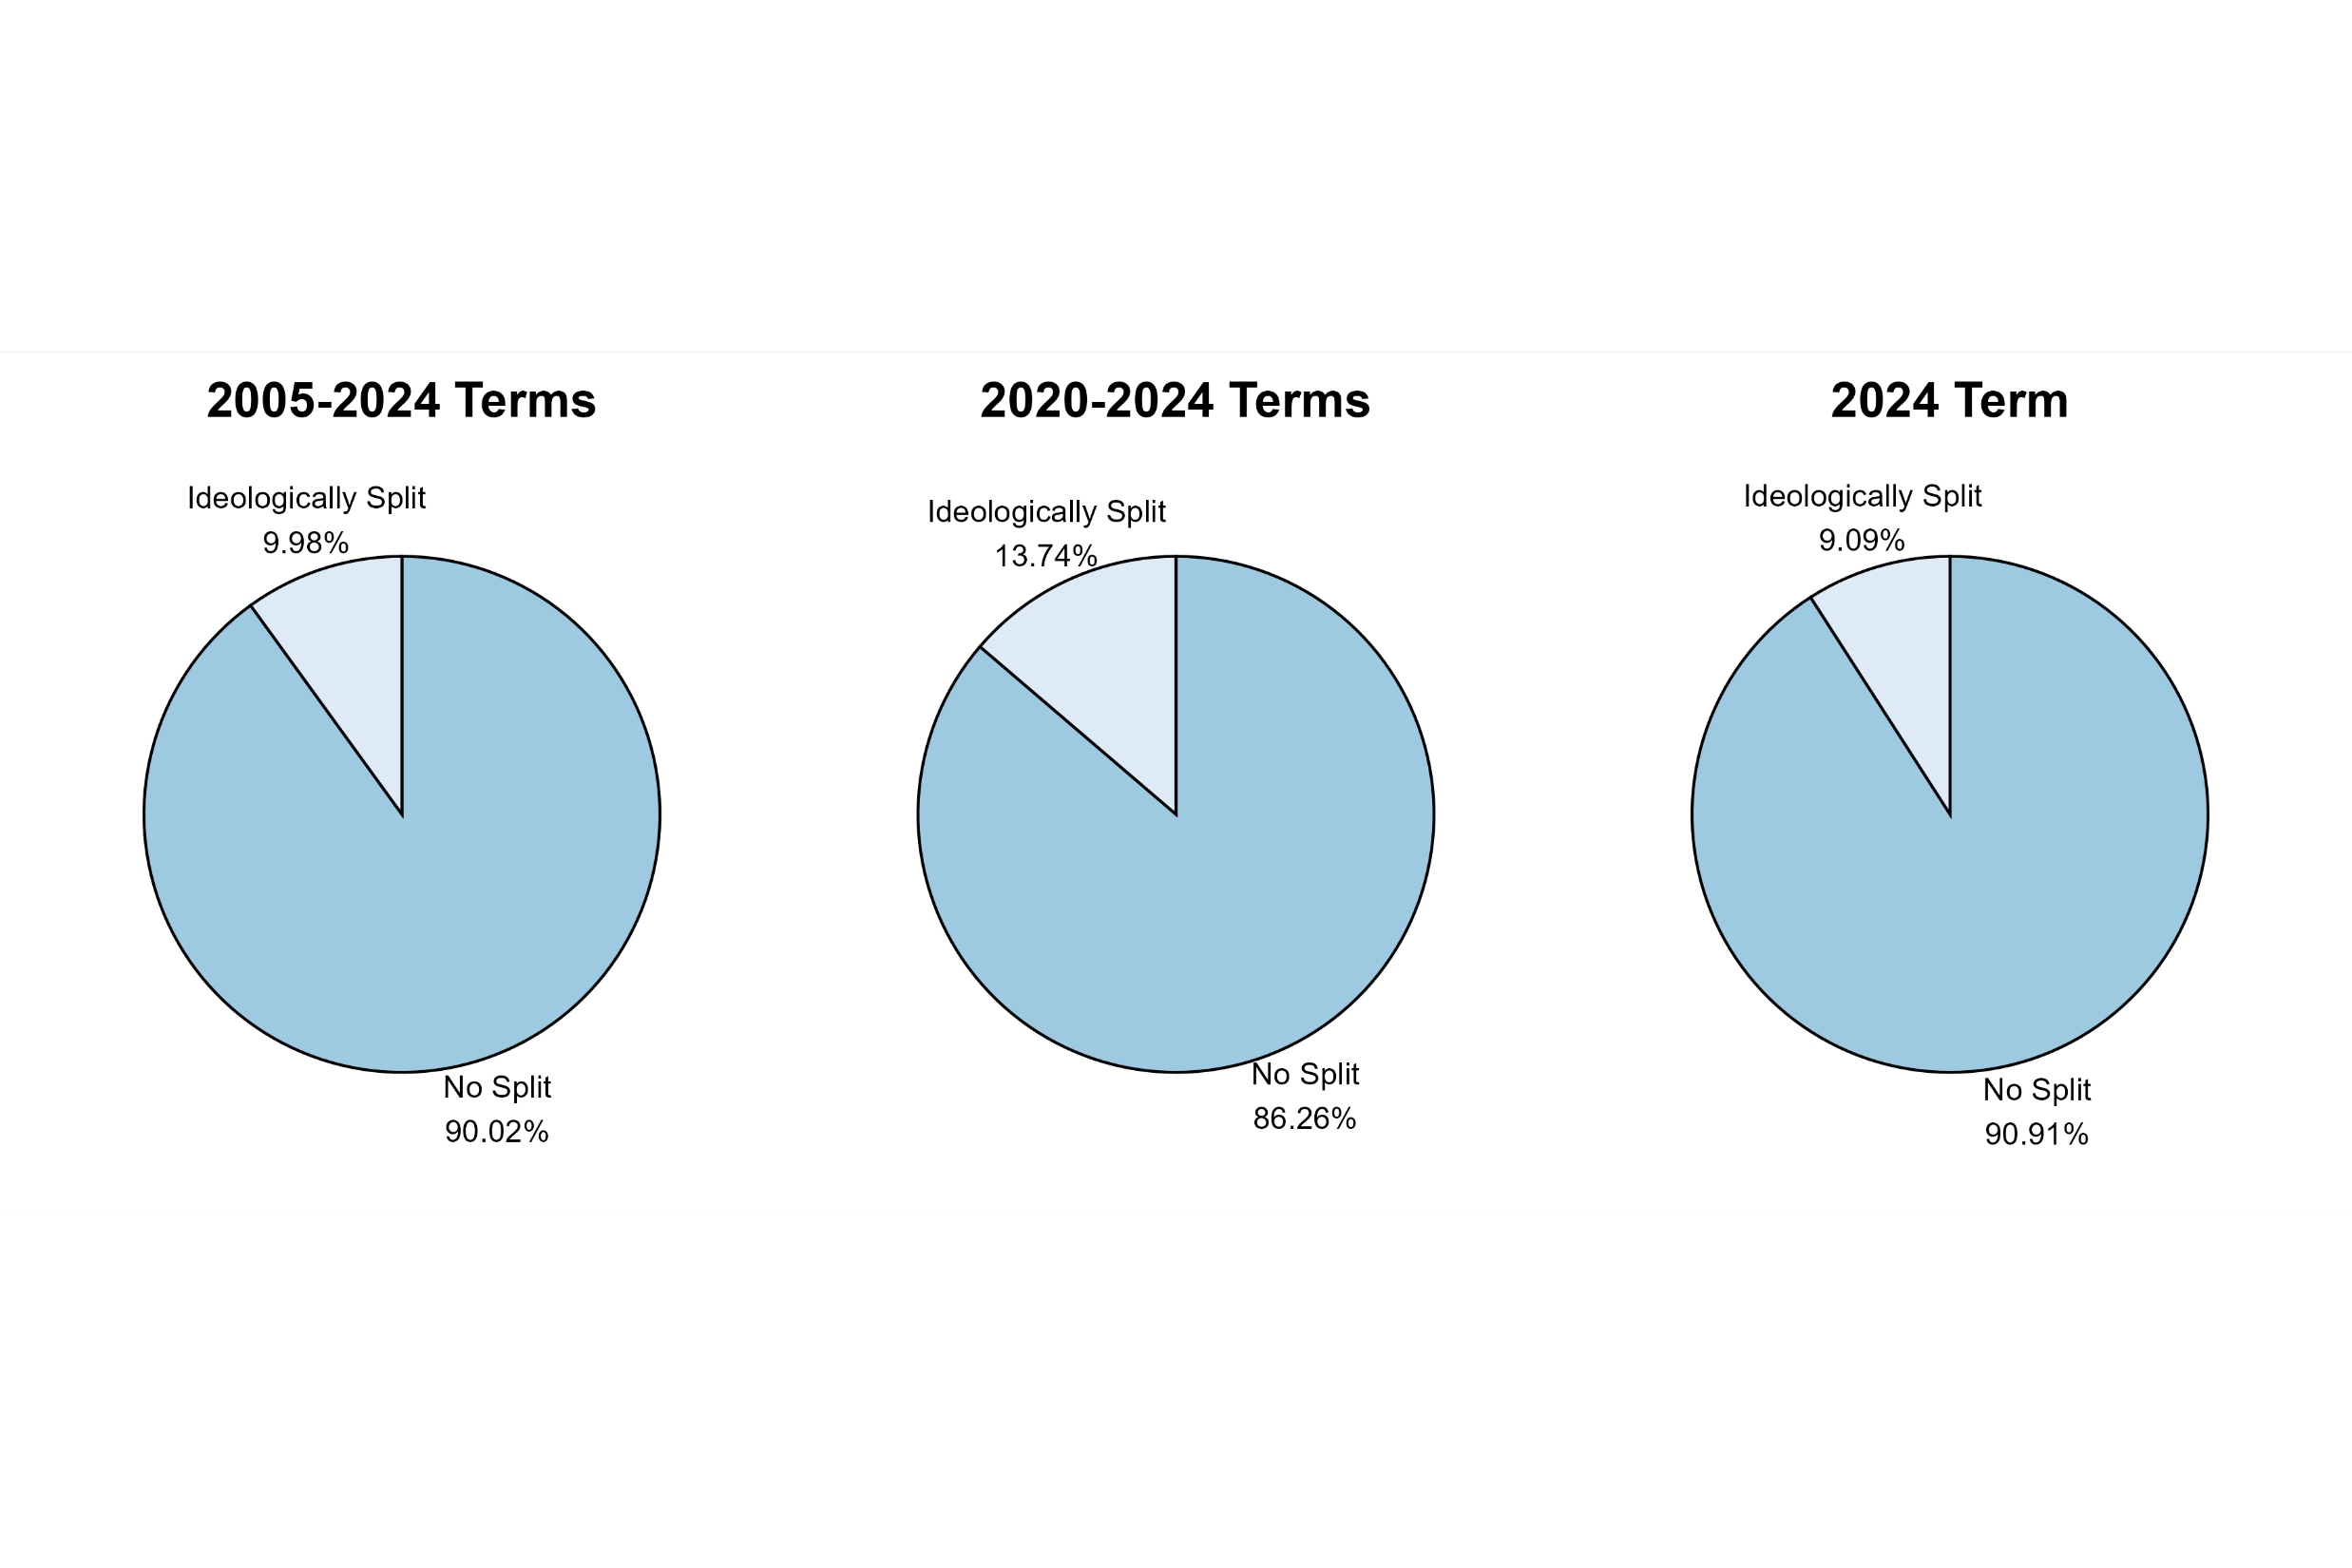 2005-2024 Terms
Ideologically Split
9.98%
No Split
90.02%
2020-2024 Terms
Ideologically Split
13.74%
No Split
86.26%
2024 Term
Ideologically Split
9.09%
No Split
90.91%